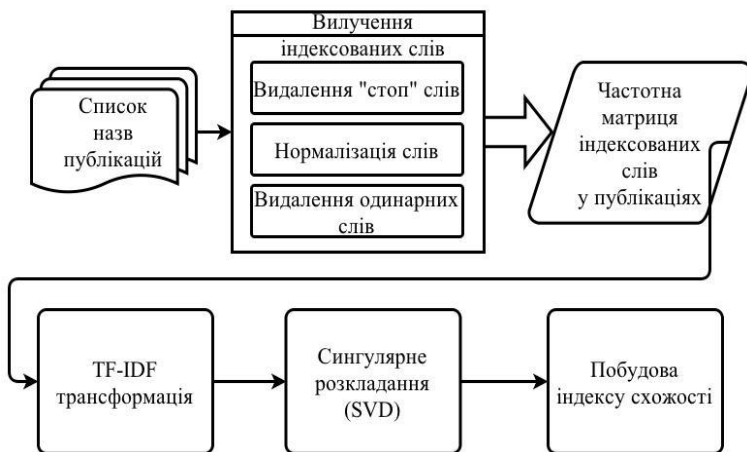 Вилучення
індексованих слів
Список
назв
публікацій
Видалення "стоп" слів
Нормалізація слів
Видалення одинарних
слів
Частотна
матриця
індексованих
слів
у публікаціях
TF-IDF
трансформація
Сингулярне
розкладання
(SVD)
Побудова
індексу схожості